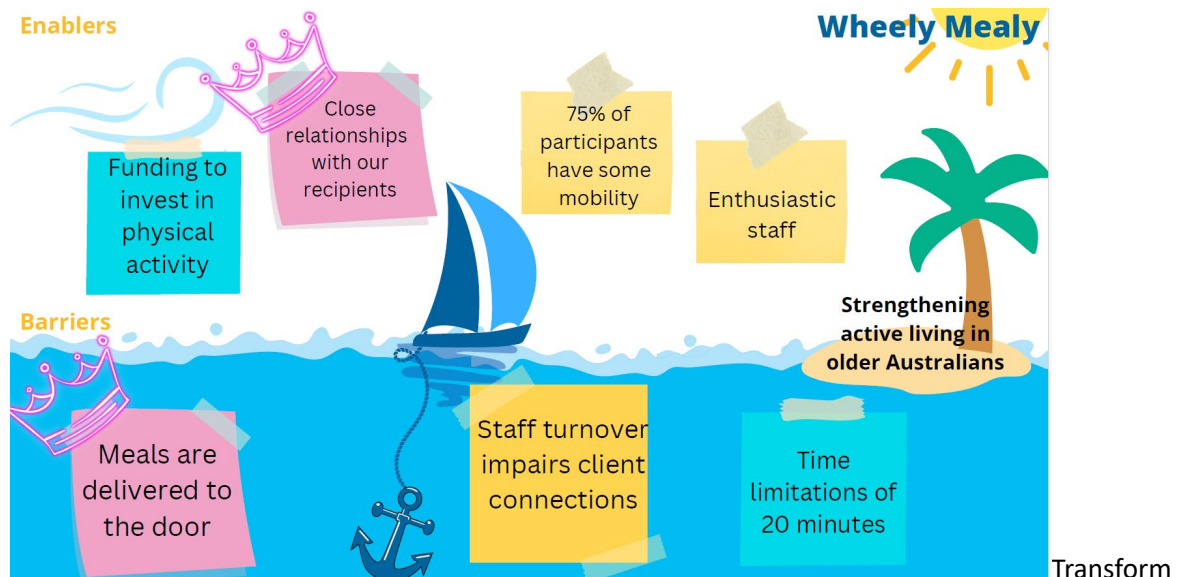 Enablers
Wheely Mealy
Close
relationships
with our
recipients
75% of
participants
have some
mobility
Funding to
invest in
physical
activity
Enthusiastic
staff
Strengthening
active living in
older Australians
Barriers
Meals are
delivered to
the door
Staff turnover
impairs client
connections
Time
limitations of
20 minutes
Transform